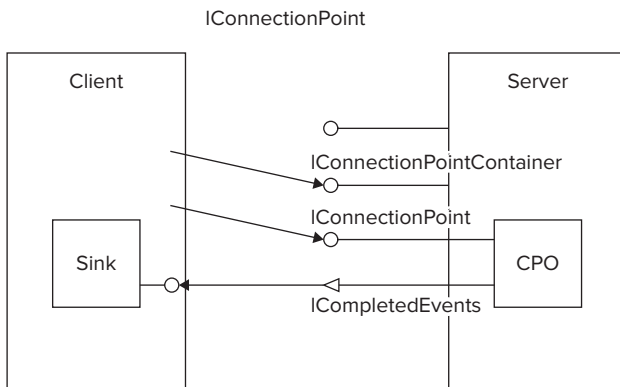 IConnectionPoint
Client
Server
IConnectionPointContainer
IConnectionPoint
Sink
CPO
ICompletedEvents